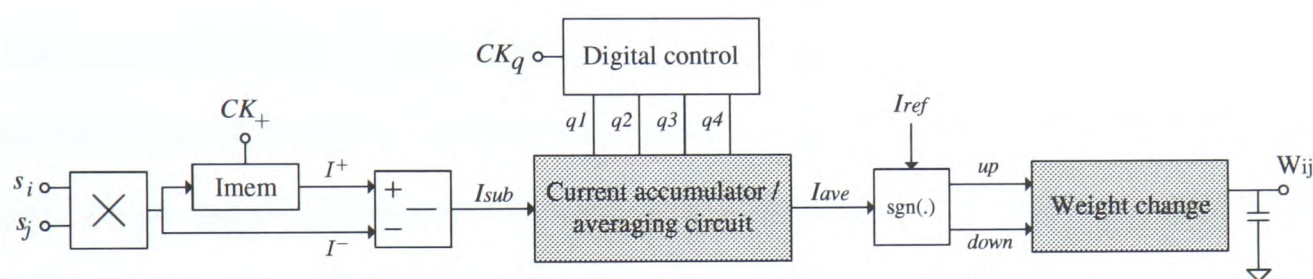 CKq
Digital control
CK+
q1 q2 q3 q4
Iref
si
sj
×
Imem
I+
I−
+
−
−
Isub
Current accumulator /
averaging circuit
Iave
sgn(.)
up
down
Weight change
Wij